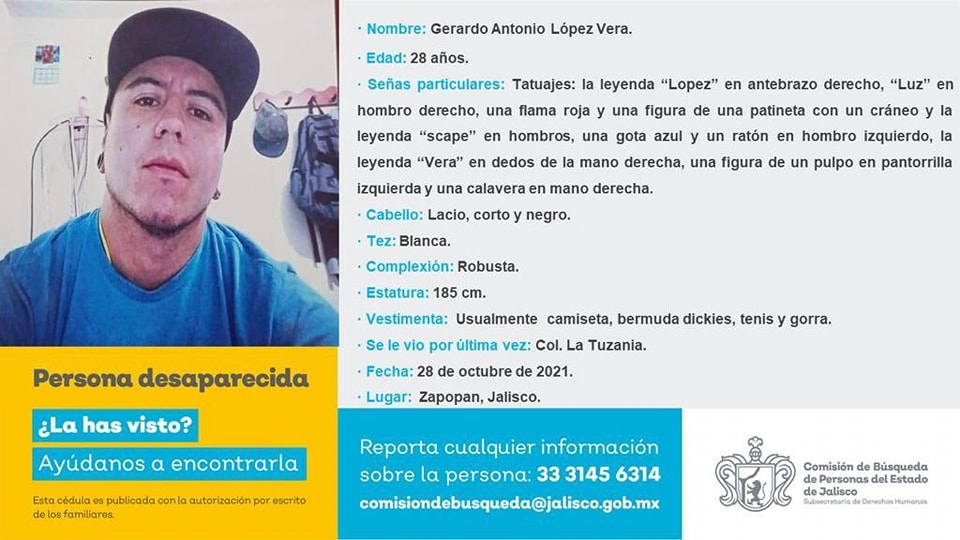 · Nombre: Gerardo Antonio López Vera.
· Edad: 28 años.
· Señas particulares: Tatuajes: la leyenda “Lopez” en antebrazo derecho, “Luz” en
hombro derecho, una flama roja y una figura de una patineta con un cráneo y la
leyenda “scape” en hombros, una gota azul y un ratón en hombro izquierdo, la
leyenda “Vera” en dedos de la mano derecha, una figura de un pulpo en pantorrilla
izquierda y una calavera en mano derecha.
· Cabello: Lacio, corto y negro.
· Tez: Blanca.
· Complexión: Robusta.
· Estatura: 185 cm.
· Vestimenta: Usualmente camiseta, bermuda dickies, tenis y gorra.
· Se le vio por última vez: Col. La Tuzania.
· Fecha: 28 de octubre de 2021.
· Lugar: Zapopan, Jalisco.
Persona desaparecida
¿La has visto?
Ayúdanos a encontrarla
Esta cédula es publicada con la autorización por escrito
de los familiares.
Reporta cualquier información
sobre la persona: 33 3145 6314
comisiondebusqueda@jalisco.gob.mx
Comisión de Búsqueda
de Personas del Estado
de Jalisco
Subsecretaría de Derechos Humanos